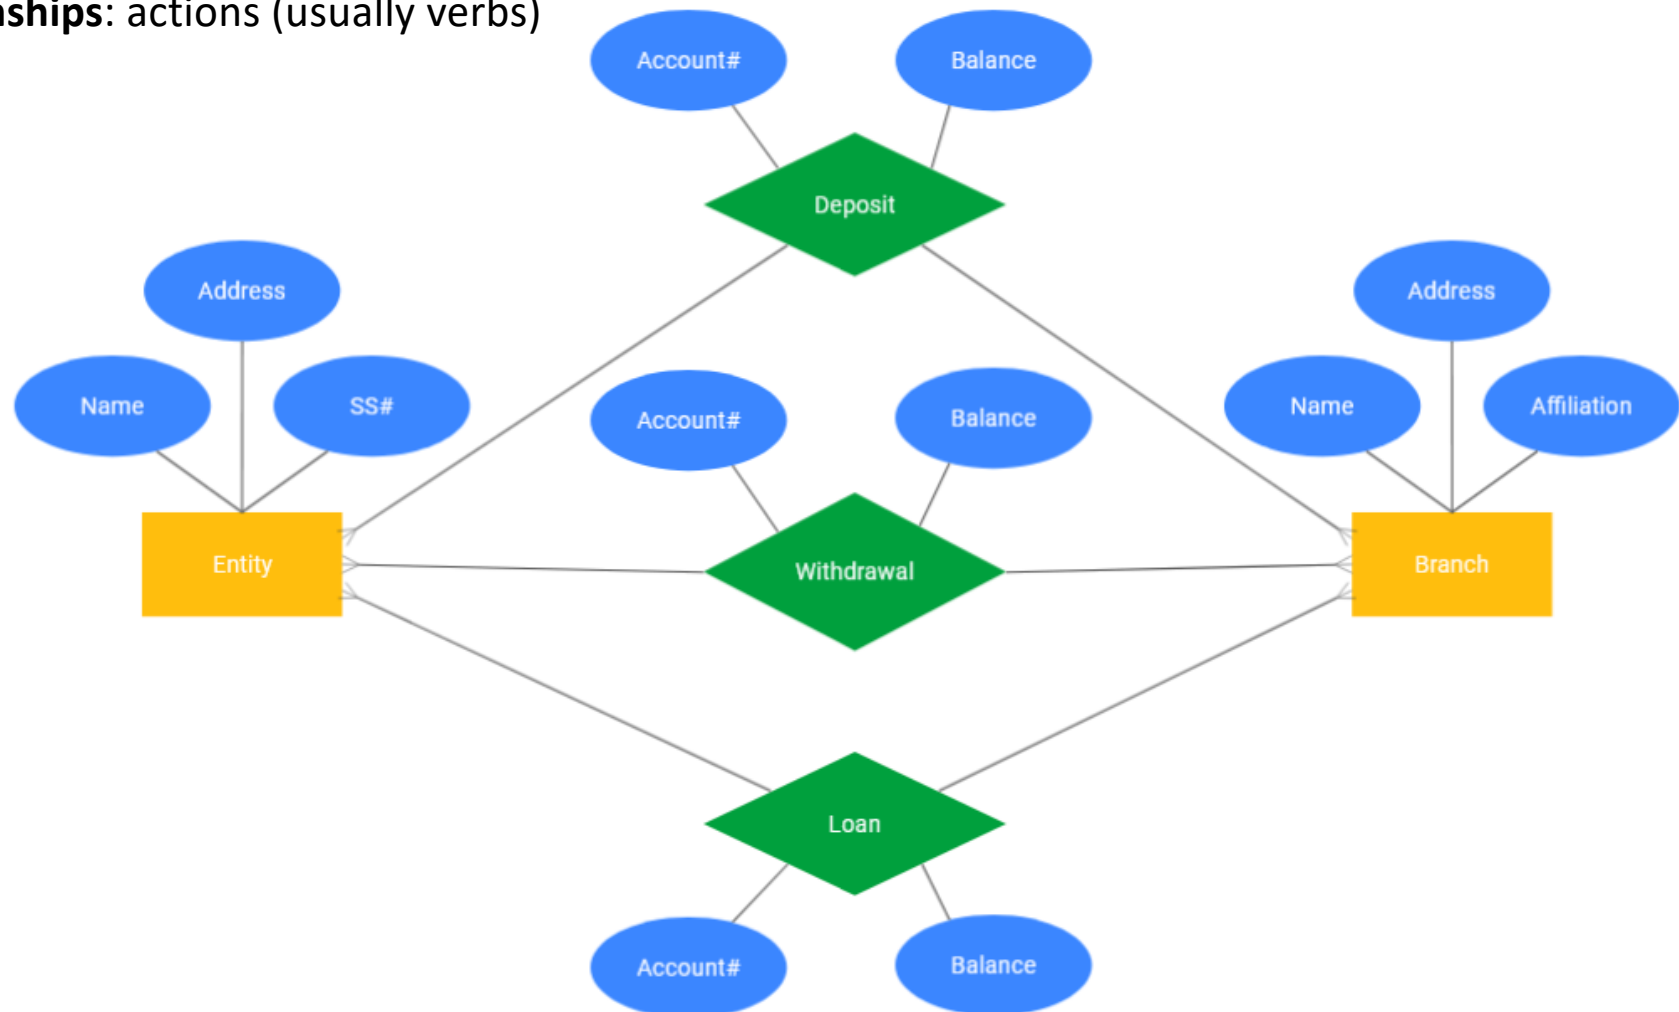 nships: actions (usually verbs)
Account#
Balance
Deposit
Address
Address
Name
SS#
Account#
Balance
Name
Affiliation
Entity
Withdrawal
Branch
Loan
Account#
Balance